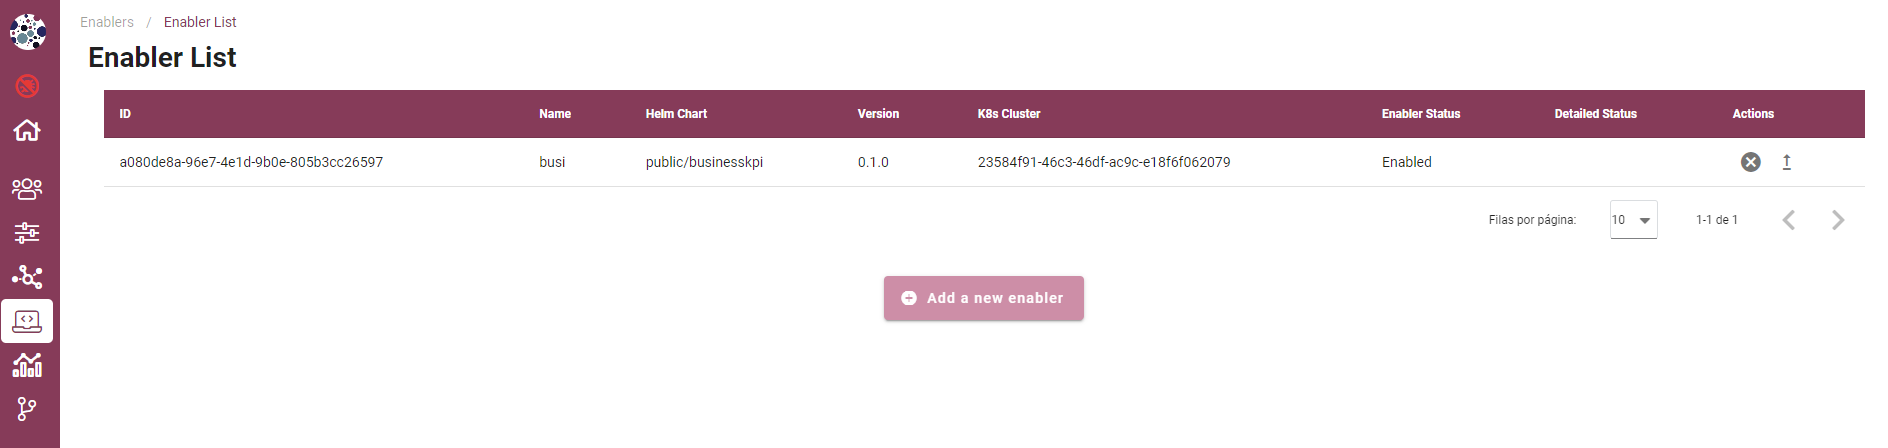 Enablers / Enabler List
Enabler List
ID Name Helm Chart Version K8s Cluster Enabler Status Detailed Status Actions
a080de8a-96e7-4e1d-9b0e-805b3cc26597 busi public/businesskpi 0.1.0 23584f91-46c3-46df-ac9c-e18f6f062079 Enabled
Filas por página: 10 1-1 de 1
Add a new enabler